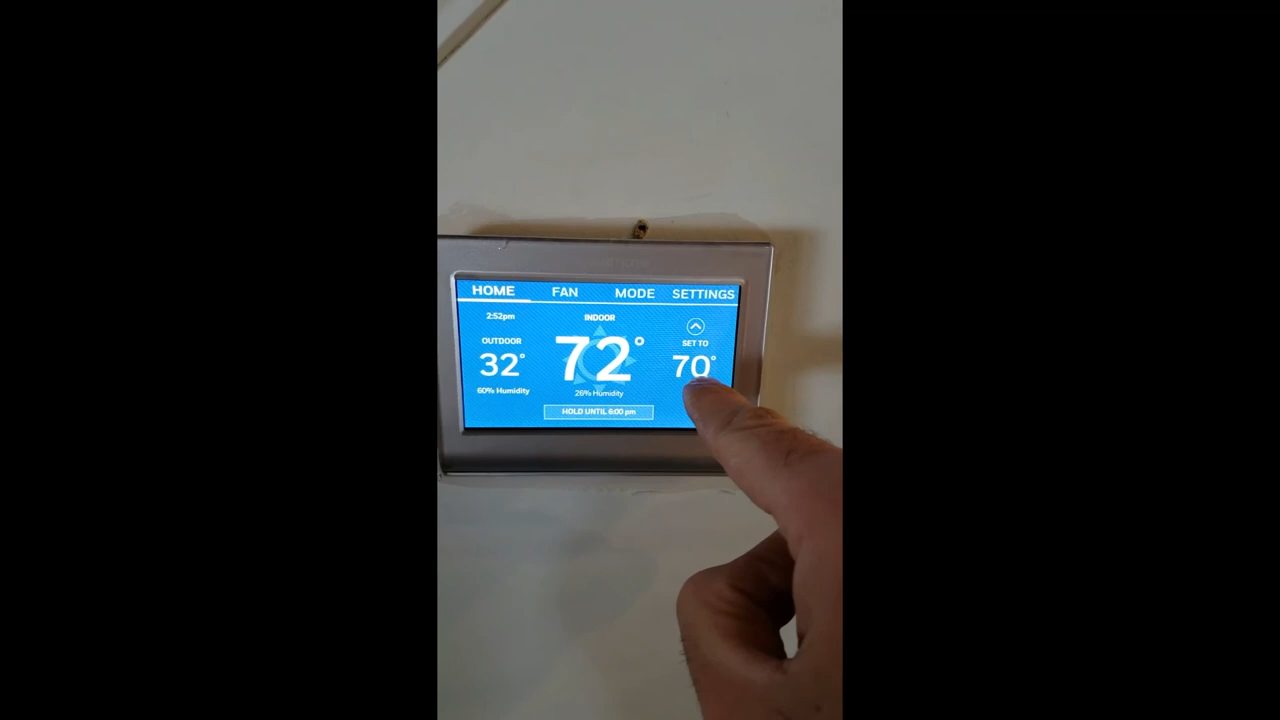 HOME FAN MODE SETTINGS
2:52pm INDOOR
OUTDOOR SET TO
32° 72° 70°
60% Humidity 26% Humidity
HOLD UNTIL 6:00 pm